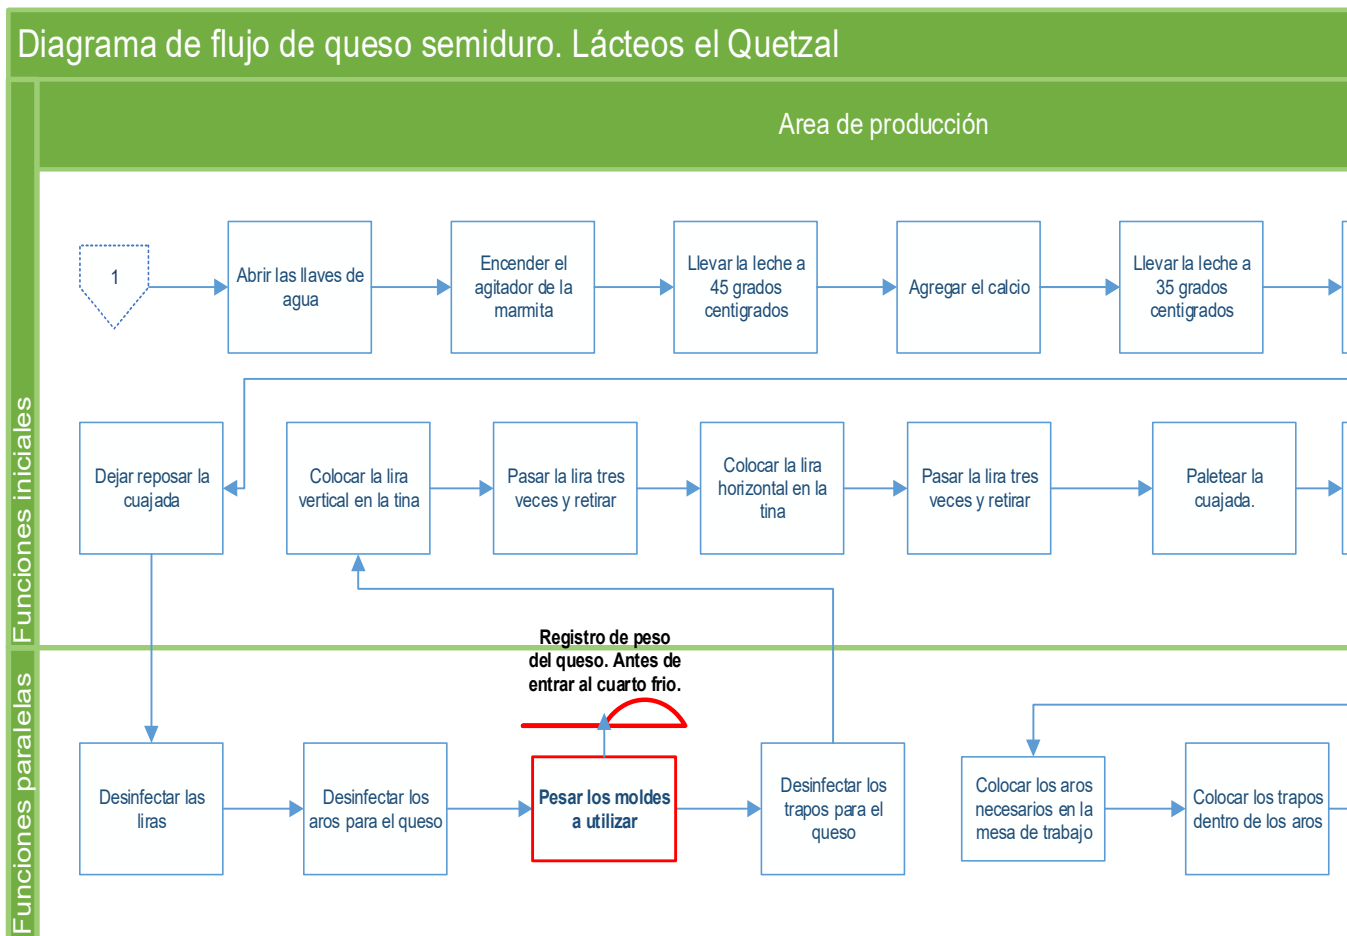 Diagrama de flujo de queso semiduro. Lácteos el Quetzal
Area de producción
Funciones iniciales
1
Abrir las llaves de
agua
Encender el
agitador de la
marmita
Llevar la leche a
45 grados
centigrados
Agregar el calcio
Llevar la leche a
35 grados
centigrados
Dejar reposar la
cuajada
Colocar la lira
vertical en la tina
Pasar la lira tres
veces y retirar
Colocar la lira
horizontal en la
tina
Pasar la lira tres
veces y retirar
Paletear la
cuajada.
Funciones paralelas
Registro de peso
del queso. Antes de
entrar al cuarto frio.
Desinfectar las
liras
Desinfectar los
aros para el queso
Pesar los moldes
a utilizar
Desinfectar los
trapos para el
queso
Colocar los aros
necesarios en la
mesa de trabajo
Colocar los trapos
dentro de los aros